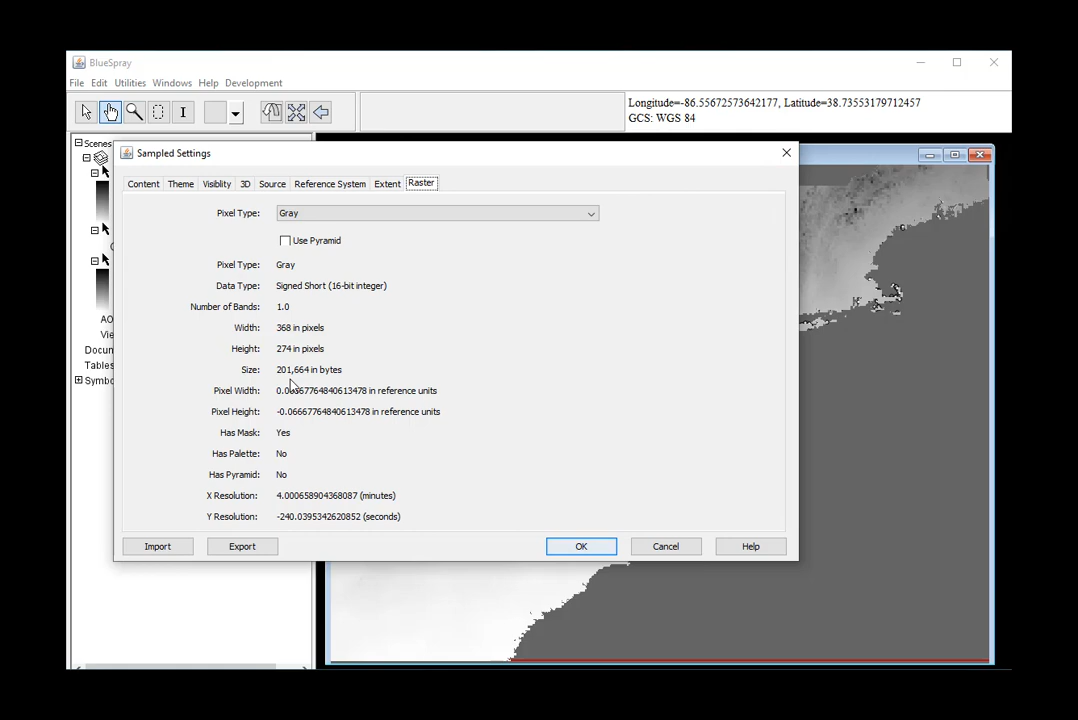 BlueSpray
File Edit Utilities Windows Help Development
Longitude=-86.55672573642177, Latitude=38.73553179712457
GCS: WGS 84
Scenes
Sampled Settings
Content Theme Visiblity 3D Source Reference System Extent Raster
Pixel Type: Gray
Use Pyramid
Pixel Type: Gray
Data Type: Signed Short (16-bit integer)
Number of Bands: 1.0
Width: 368 in pixels
Height: 274 in pixels
Size: 201,664 in bytes
Pixel Width: 0.06667764840613478 in reference units
Pixel Height: -0.06667764840613478 in reference units
Has Mask: Yes
Has Palette: No
Has Pyramid: No
X Resolution: 4.000658904368087 (minutes)
Y Resolution: -240.0395342620852 (seconds)
Import Export OK Cancel Help
AO
Vie
Docum
Tables
Symbo